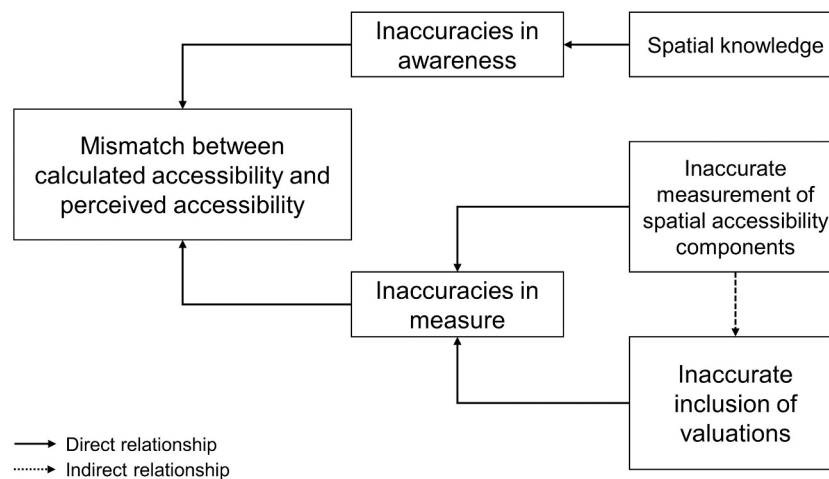 Inaccuracies in
awareness
Spatial knowledge
Mismatch between
calculated accessibility and
perceived accessibility
Inaccurate
measurement of
spatial accessibility
components
Inaccuracies in
measure
Inaccurate
inclusion of
valuations
Direct relationship
Indirect relationship